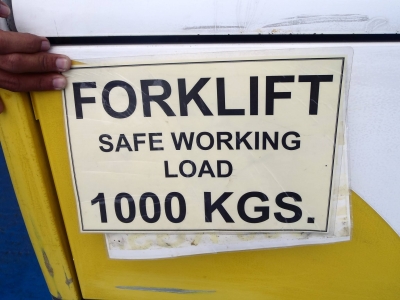 FORKLIFT
SAFE WORKING
LOAD
1000 KGS.